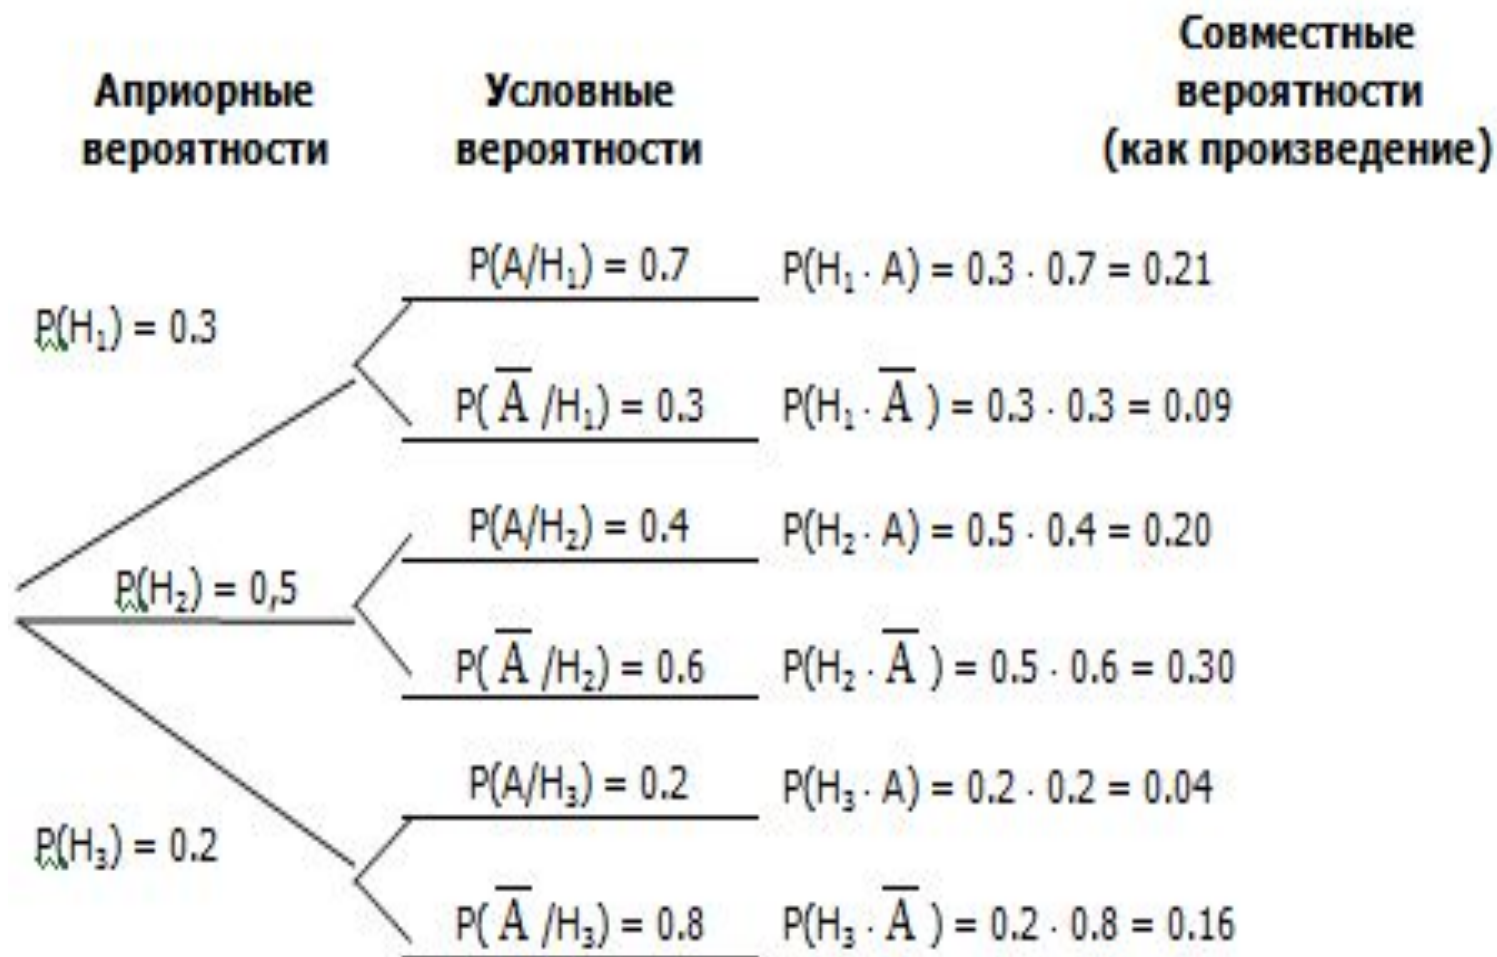 Априорные вероятности
Условные вероятности
Совместные вероятности (как произведение)
P(H₁) = 0.3
P(A/H₁) = 0.7
P(H₁ · A) = 0.3 · 0.7 = 0.21
P( A̅ /H₁) = 0.3
P(H₁ · A̅ ) = 0.3 · 0.3 = 0.09
P(H₂) = 0,5
P(A/H₂) = 0.4
P(H₂ · A) = 0.5 · 0.4 = 0.20
P( A̅ /H₂) = 0.6
P(H₂ · A̅ ) = 0.5 · 0.6 = 0.30
P(H₃) = 0.2
P(A/H₃) = 0.2
P(H₃ · A) = 0.2 · 0.2 = 0.04
P( A̅ /H₃) = 0.8
P(H₃ · A̅ ) = 0.2 · 0.8 = 0.16